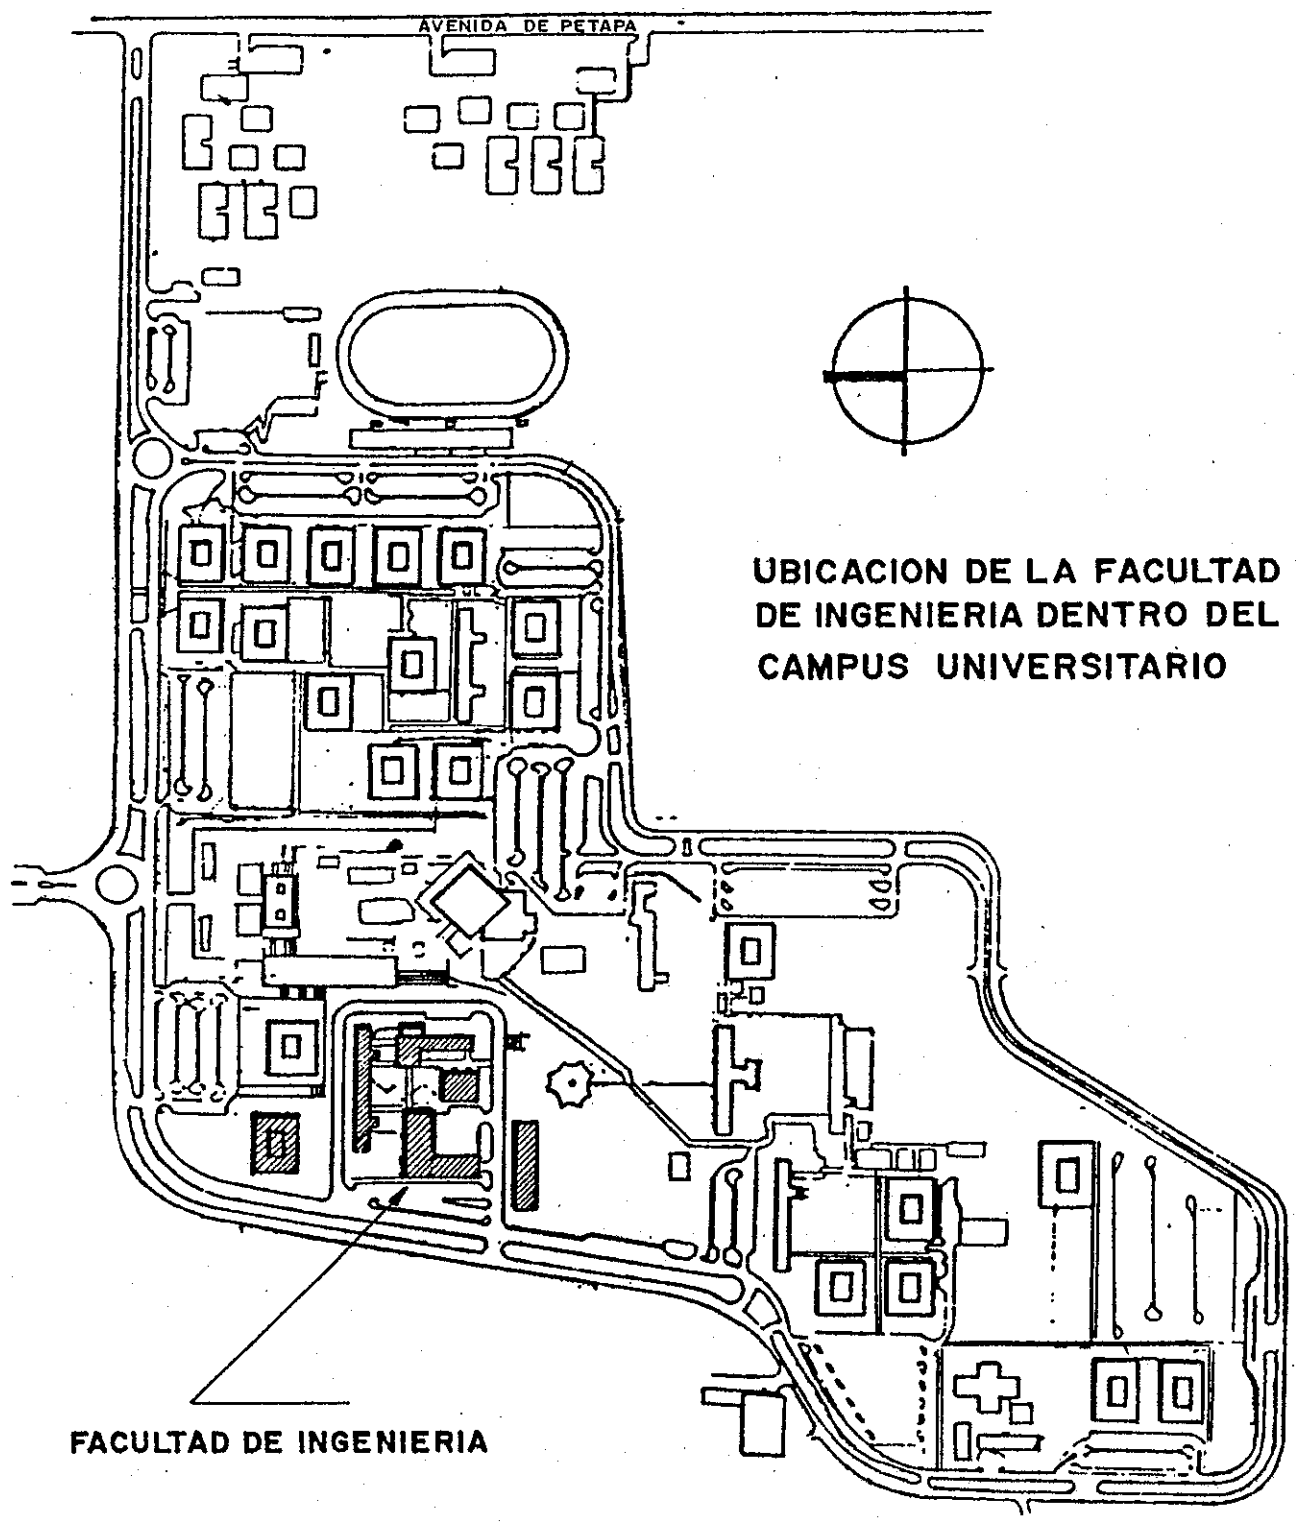 AVENIDA DE PETAPA
UBICACION DE LA FACULTAD
DE INGENIERIA DENTRO DEL
CAMPUS UNIVERSITARIO
FACULTAD DE INGENIERIA